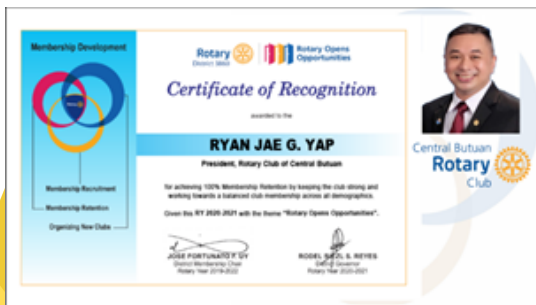 Membership Development
Rotary
Membership Recruitment
Membership Retention
Organizing New Clubs
Rotary
District 3860
Rotary Opens
Opportunities
Certificate of Recognition
awarded to the
RYAN JAE G. YAP
President, Rotary Club of Central Butuan
for achieving 100% Membership Retention by keeping the club strong and
working towards a balanced club membership across all demographics.
Given this RY 2020-2021 with the theme "Rotary Opens Opportunities".
JOSE FORTUNATO F. UY
District Membership Chair
Rotary Year 2019-2022
S. REYES
District Governor
Rotary Year 2020-2021
Central Butuan
Rotary
Club